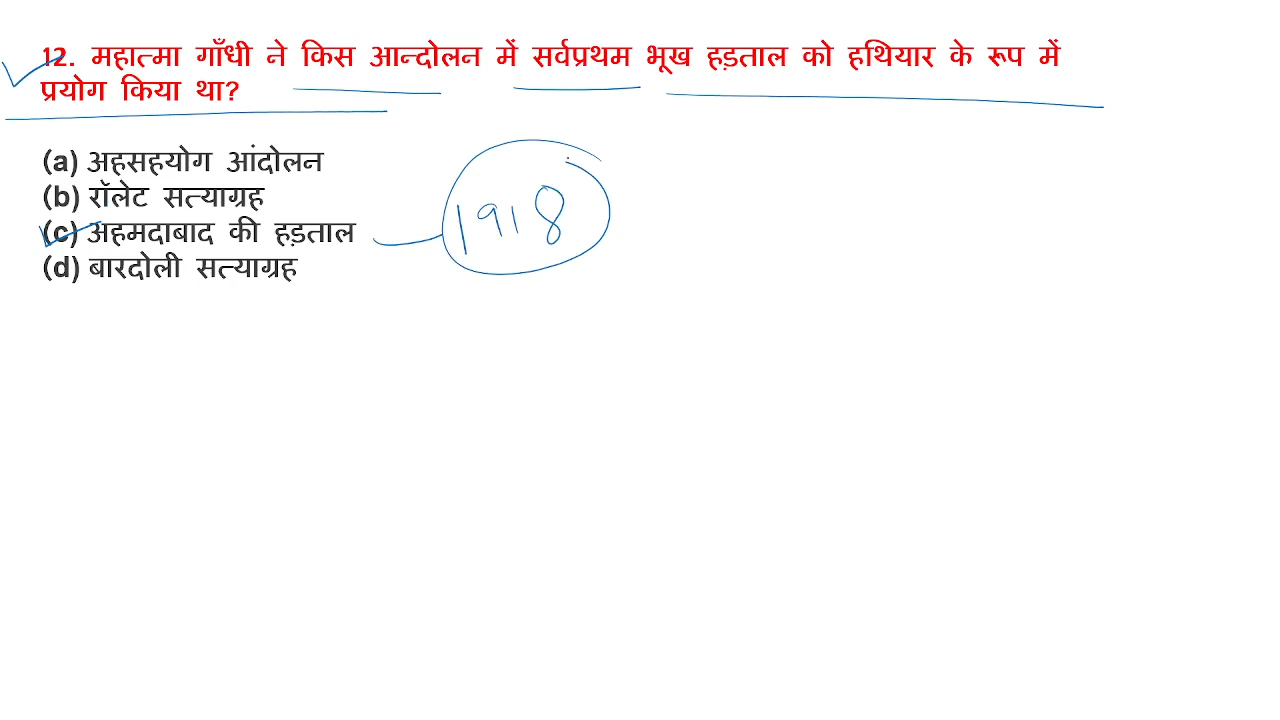 12. महात्मा गाँधी ने किस आन्दोलन में सर्वप्रथम भूख हड़ताल को हथियार के रूप में
प्रयोग किया था?
(a) अहसहयोग आंदोलन
(b) रॉलेट सत्याग्रह
(c) अहमदाबाद की हड़ताल
1918
(d) बारदोली सत्याग्रह